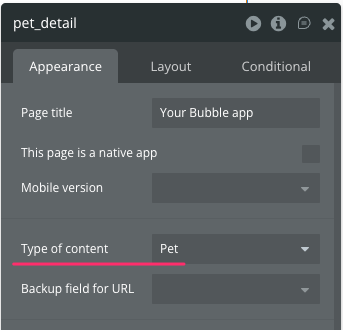 pet_detail
Appearance Layout Conditional
Page title Your Bubble app
This page is a native app
Mobile version
Type of content Pet
Backup field for URL